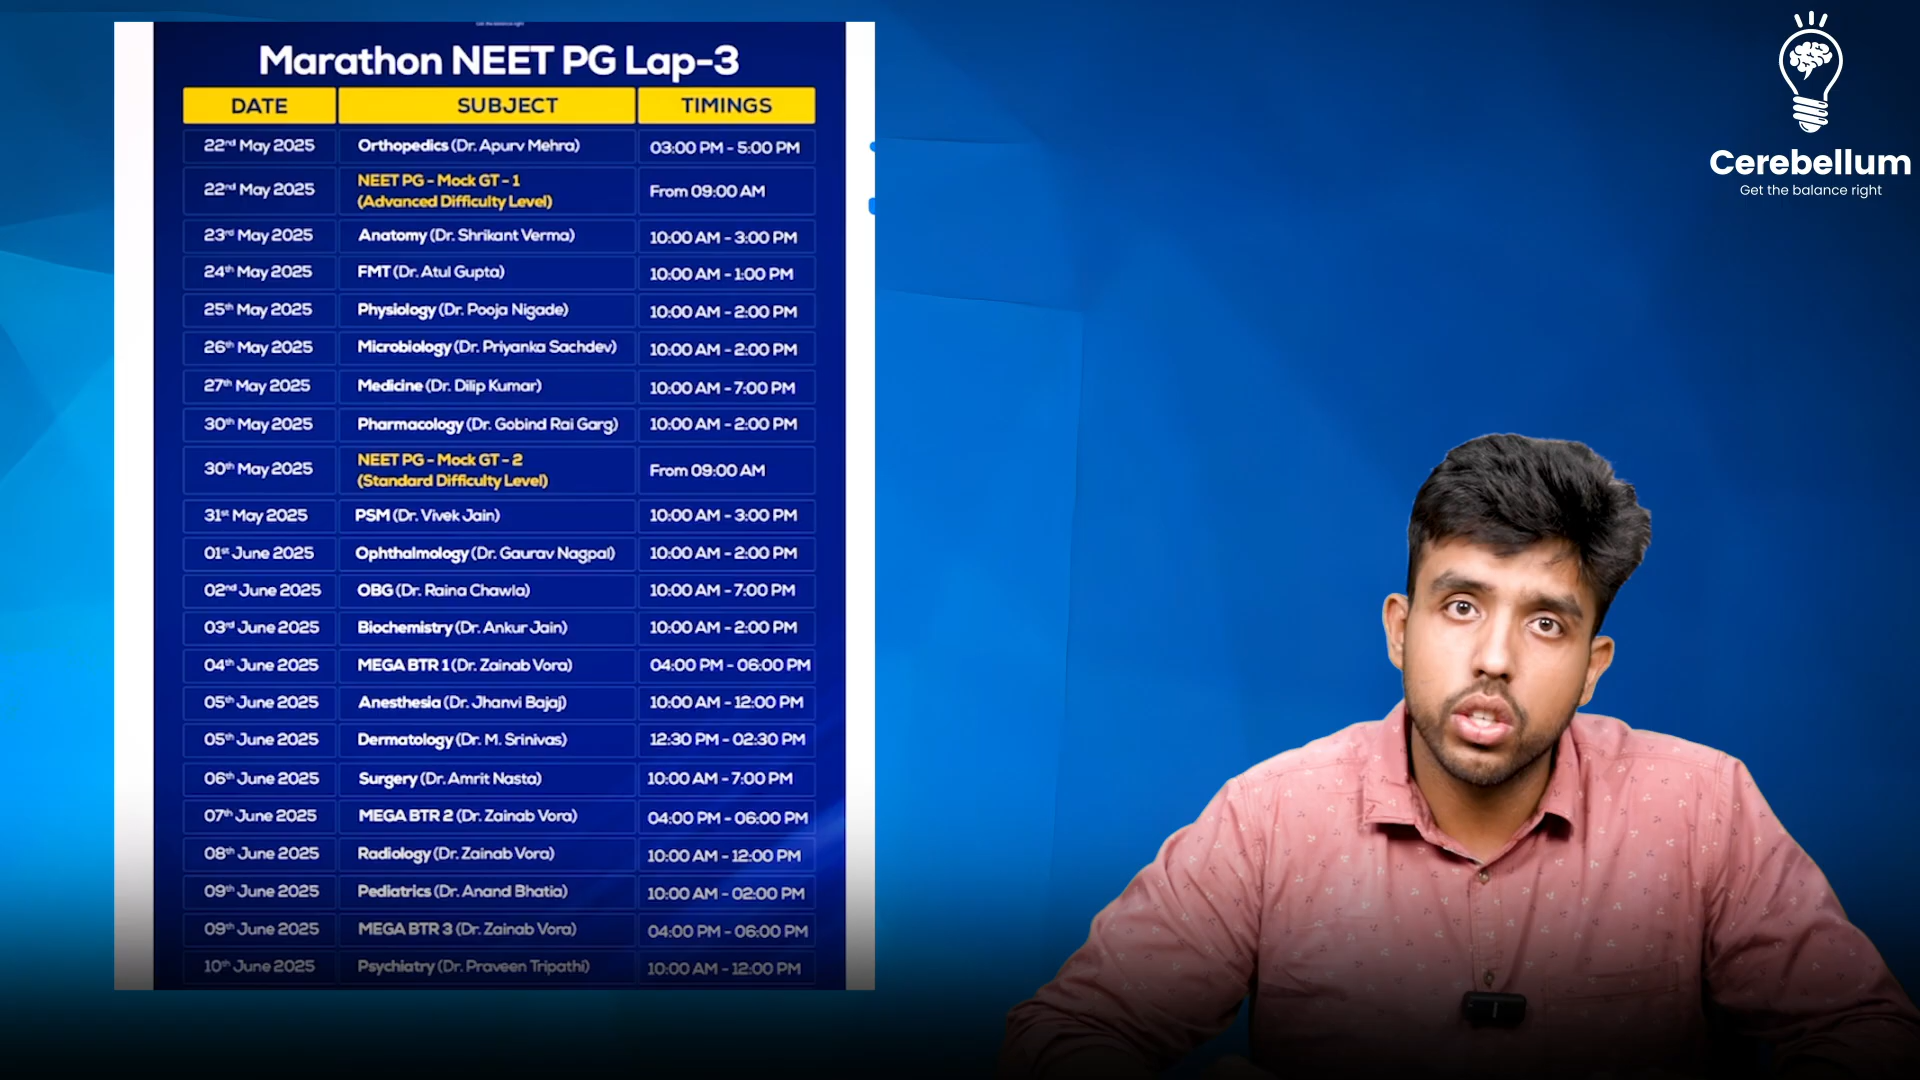 Marathon NEET PG Lap-3
DATE SUBJECT TIMINGS
22nd May 2025 Orthopedics (Dr. Apurv Mehra) 03:00 PM - 5:00 PM
22nd May 2025 NEET PG - Mock GT - 1 From 09:00 AM
(Advanced Difficulty Level)
23rd May 2025 Anatomy (Dr. Shrikant Verma) 10:00 AM - 3:00 PM
24th May 2025 FMT (Dr. Atul Gupta) 10:00 AM - 1:00 PM
25th May 2025 Physiology (Dr. Pooja Nigade) 10:00 AM - 2:00 PM
26th May 2025 Microbiology (Dr. Priyanka Sachdev) 10:00 AM - 2:00 PM
27th May 2025 Medicine (Dr. Dilip Kumar) 10:00 AM - 7:00 PM
30th May 2025 Pharmacology (Dr. Gobind Rai Garg) 10:00 AM - 2:00 PM
30th May 2025 NEET PG - Mock GT - 2 From 09:00 AM
(Standard Difficulty Level)
31st May 2025 PSM (Dr. Vivek Jain) 10:00 AM - 3:00 PM
01st June 2025 Ophthalmology (Dr. Gaurav Nagpal) 10:00 AM - 2:00 PM
02nd June 2025 OBG (Dr. Raina Chawla) 10:00 AM - 7:00 PM
03rd June 2025 Biochemistry (Dr. Ankur Jain) 10:00 AM - 2:00 PM
04th June 2025 MEGA BTR 1 (Dr. Zainab Vora) 04:00 PM - 06:00 PM
05th June 2025 Anesthesia (Dr. Jhanvi Bajaj) 10:00 AM - 12:00 PM
05th June 2025 Dermatology (Dr. M. Srinivas) 12:30 PM - 02:30 PM
06th June 2025 Surgery (Dr. Amrit Nasta) 10:00 AM - 7:00 PM
07th June 2025 MEGA BTR 2 (Dr. Zainab Vora) 04:00 PM - 06:00 PM
08th June 2025 Radiology (Dr. Zainab Vora) 10:00 AM - 12:00 PM
09th June 2025 Pediatrics (Dr. Anand Bhatia) 10:00 AM - 02:00 PM
09th June 2025 MEGA BTR 3 (Dr. Zainab Vora) 04:00 PM - 06:00 PM
10th June 2025 Psychiatry (Dr. Praveen Tripathi) 10:00 AM - 12:00 PM
Cerebellum
Get the balance right